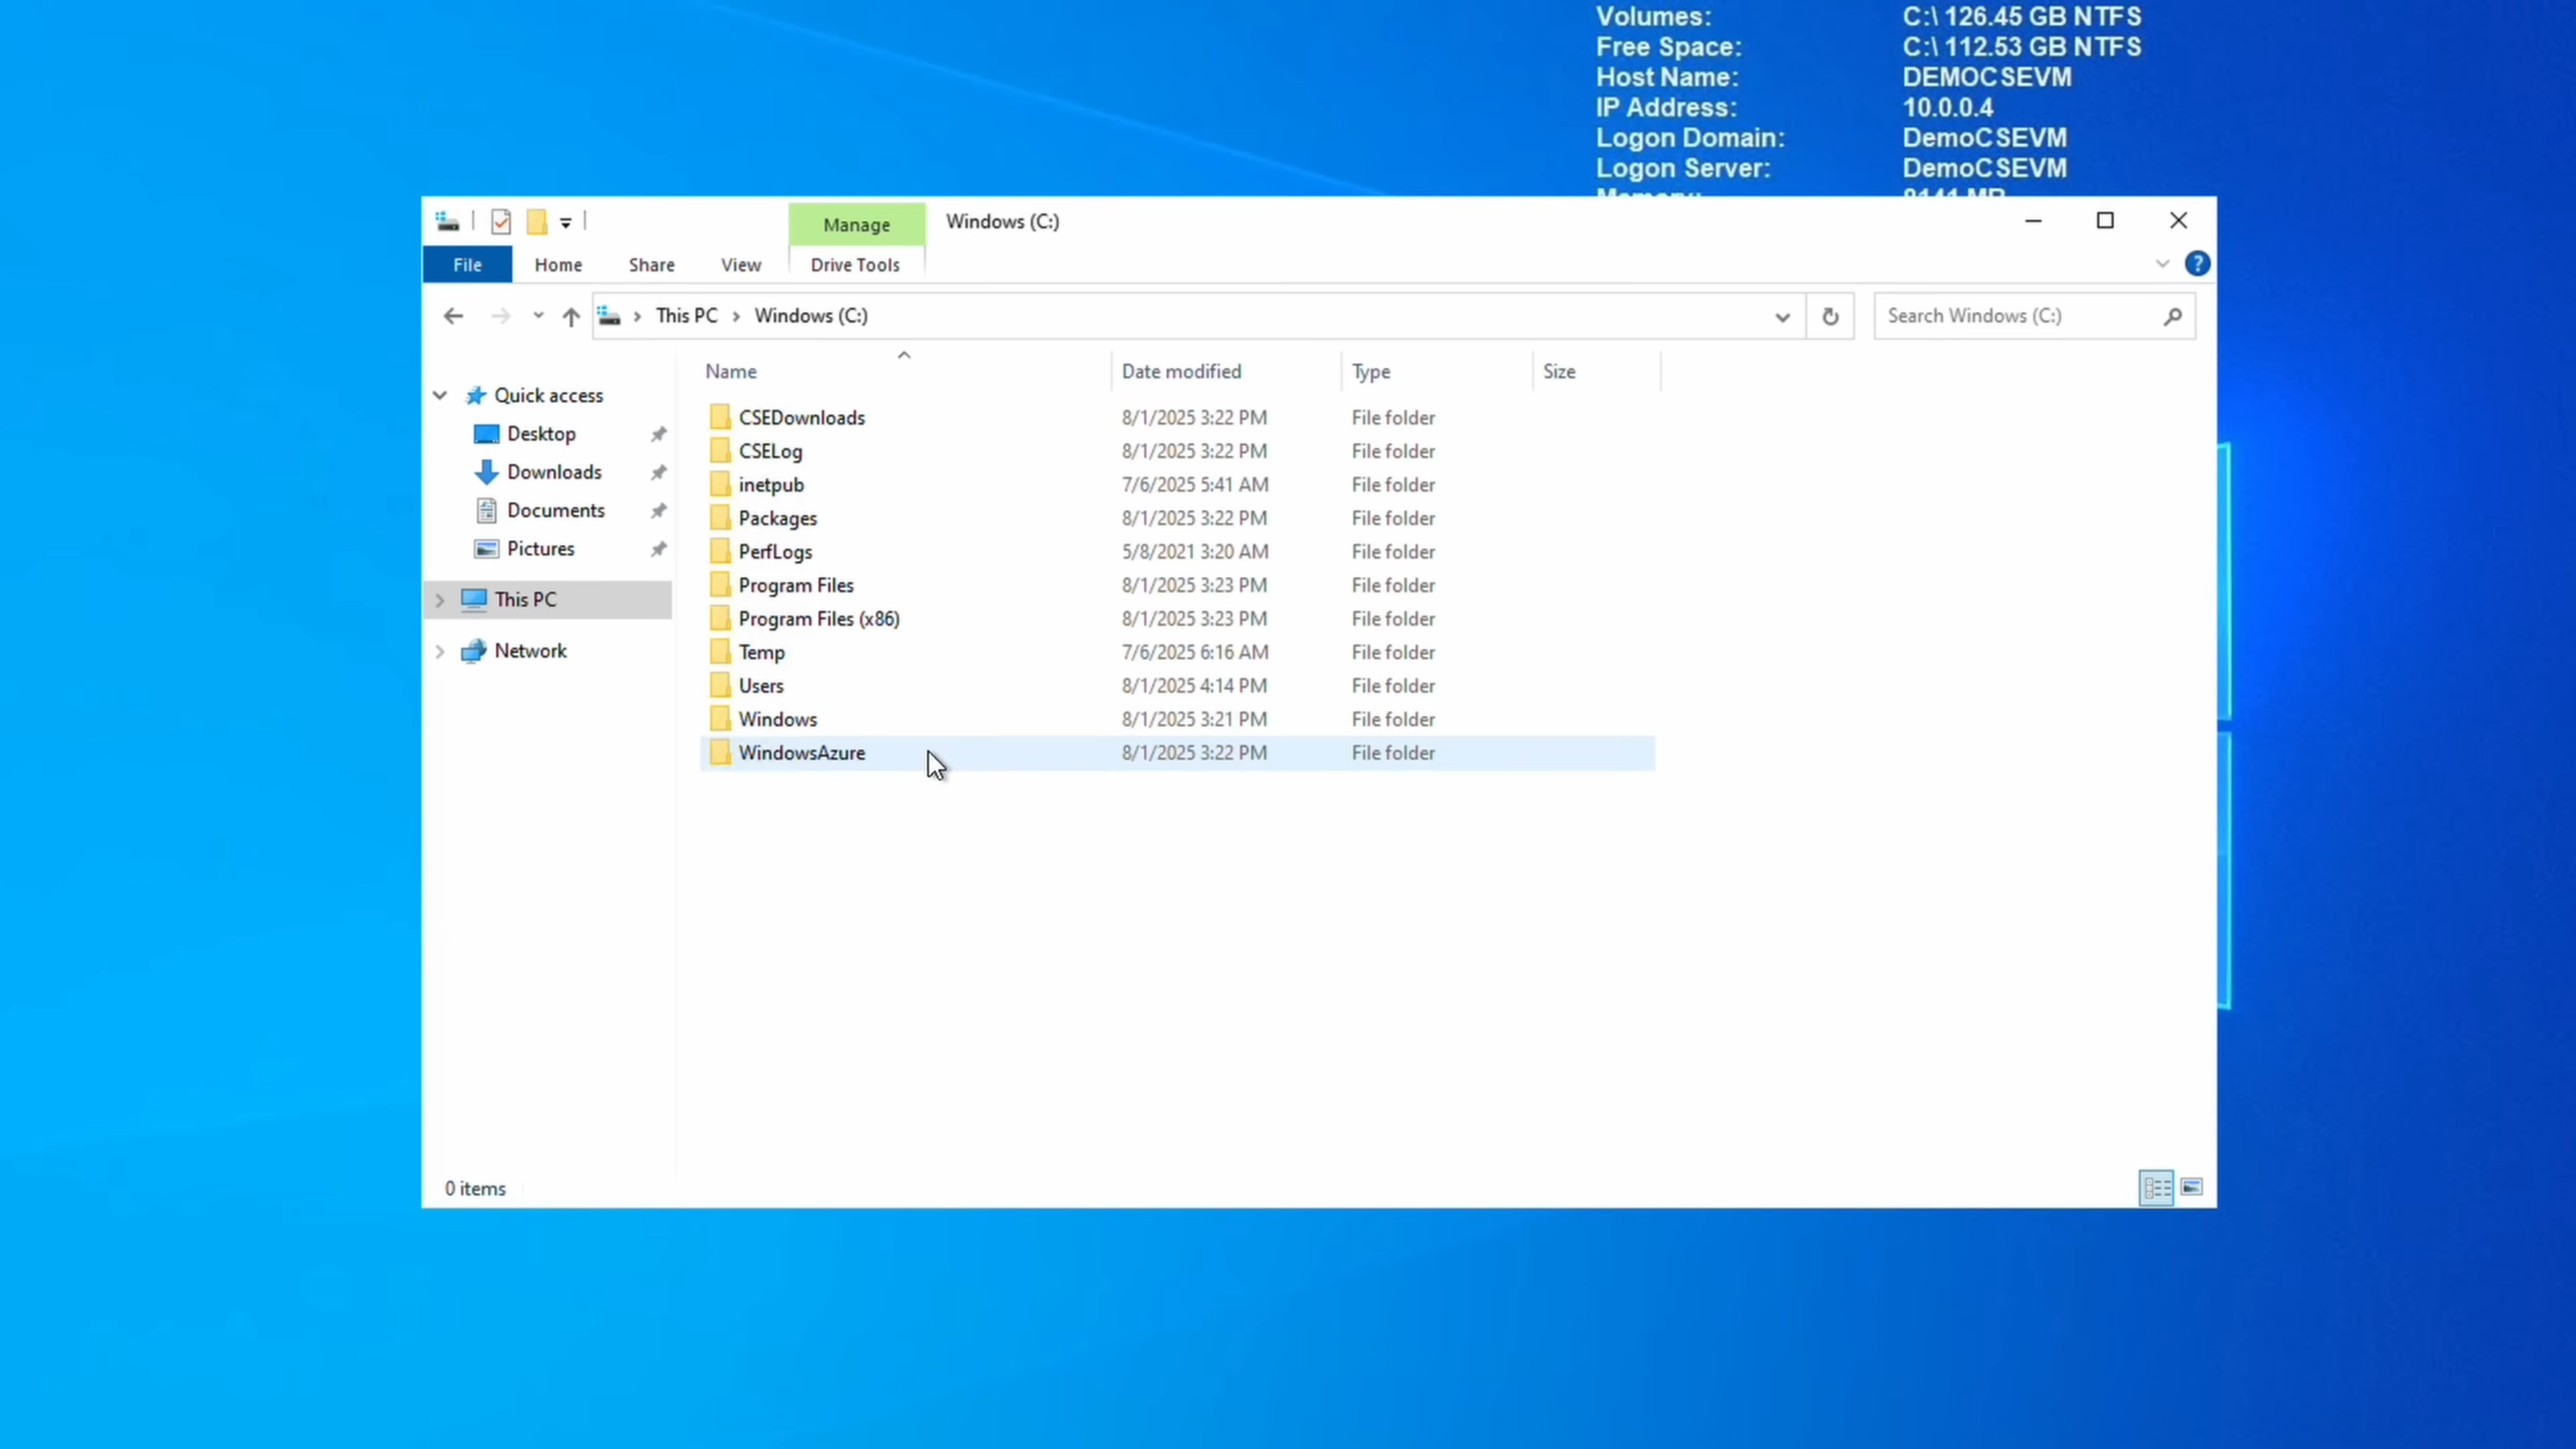 Volumes: C:\ 126.45 GB NTFS
Free Space: C:\ 112.53 GB NTFS
Host Name: DEMOCSEVM
IP Address: 10.0.0.4
Logon Domain: DemoCSEVM
Logon Server: DemoCSEVM
Memory: 8141 MB
Manage Windows (C:)
File Home Share View Drive Tools
This PC Windows (C:) Search Windows (C:)
Name Date modified Type Size
Quick access
Desktop
Downloads
Documents
Pictures
This PC
Network
CSEDownloads 8/1/2025 3:22 PM File folder
CSELog 8/1/2025 3:22 PM File folder
inetpub 7/6/2025 5:41 AM File folder
Packages 8/1/2025 3:22 PM File folder
PerfLogs 5/8/2021 3:20 AM File folder
Program Files 8/1/2025 3:23 PM File folder
Program Files (x86) 8/1/2025 3:23 PM File folder
Temp 7/6/2025 6:16 AM File folder
Users 8/1/2025 4:14 PM File folder
Windows 8/1/2025 3:21 PM File folder
WindowsAzure 8/1/2025 3:22 PM File folder
0 items